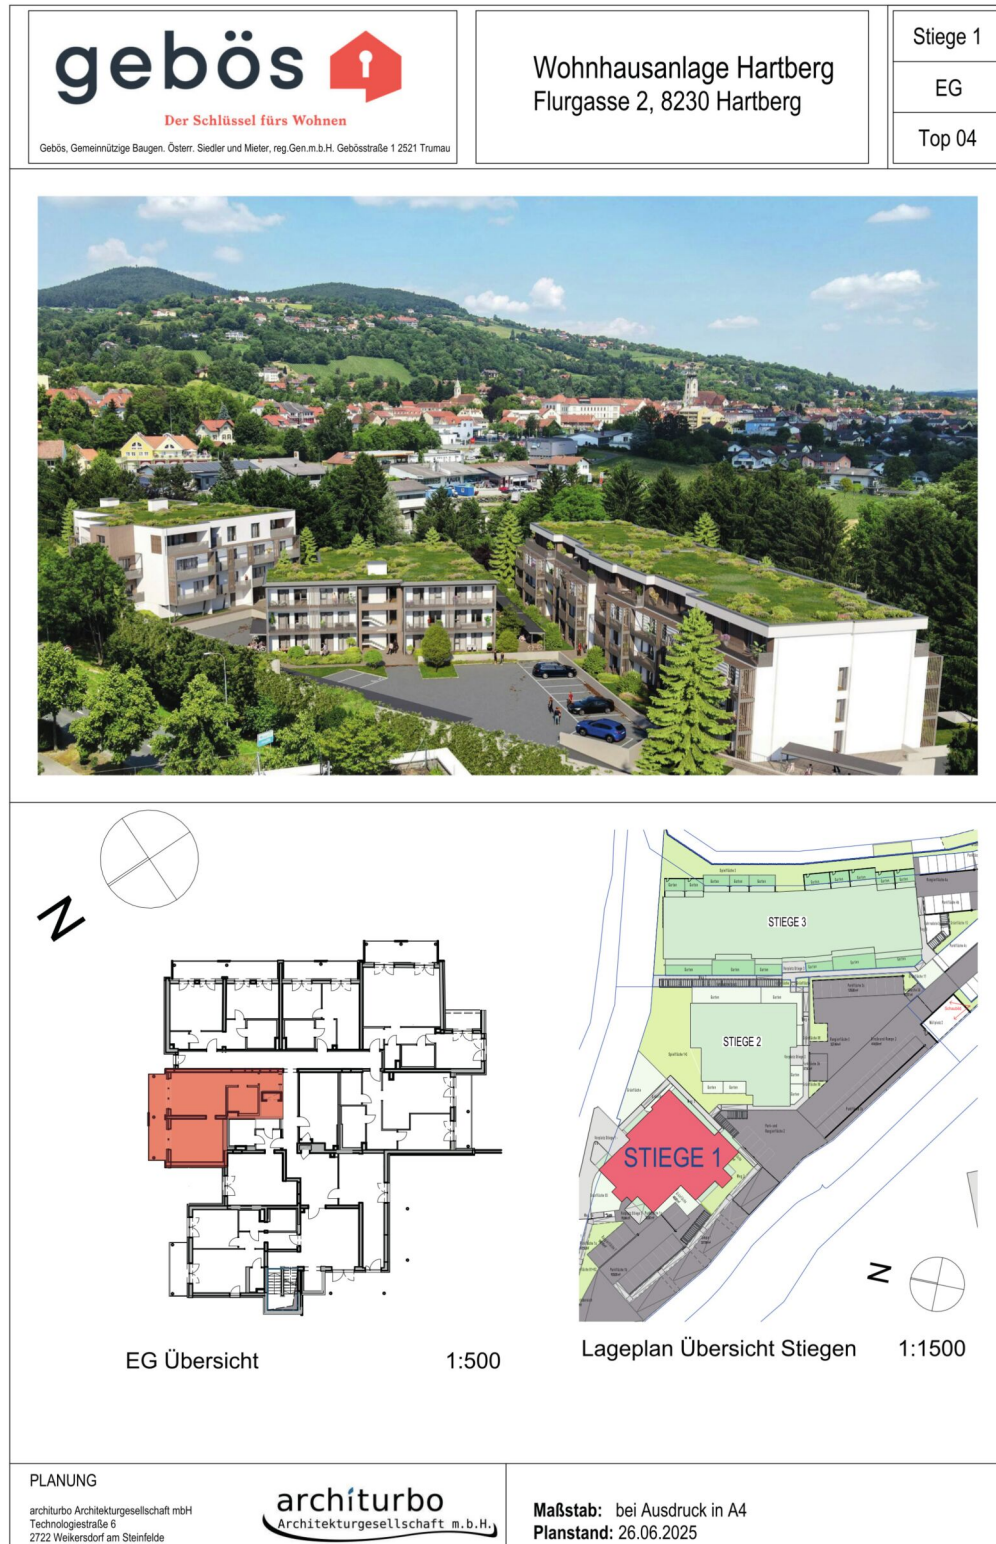 gebös
Der Schlüssel fürs Wohnen
Gebös, Gemeinnützige Baugen. Österr. Siedler und Mieter, reg.Gen.m.b.H. Gebösstraße 1 2521 Trumau
Wohnhausanlage Hartberg
Flurgasse 2, 8230 Hartberg
Stiege 1
EG
Top 04
N
STIEGE 3
STIEGE 2
STIEGE 1
N
EG Übersicht 1:500
Lageplan Übersicht Stiegen 1:1500
PLANUNG
architurbo Architekturgesellschaft mbH
Technologiestraße 6
2722 Weikersdorf am Steinfelde
architurbo
Architekturgesellschaft m.b.H.
Maßstab: bei Ausdruck in A4
Planstand: 26.06.2025